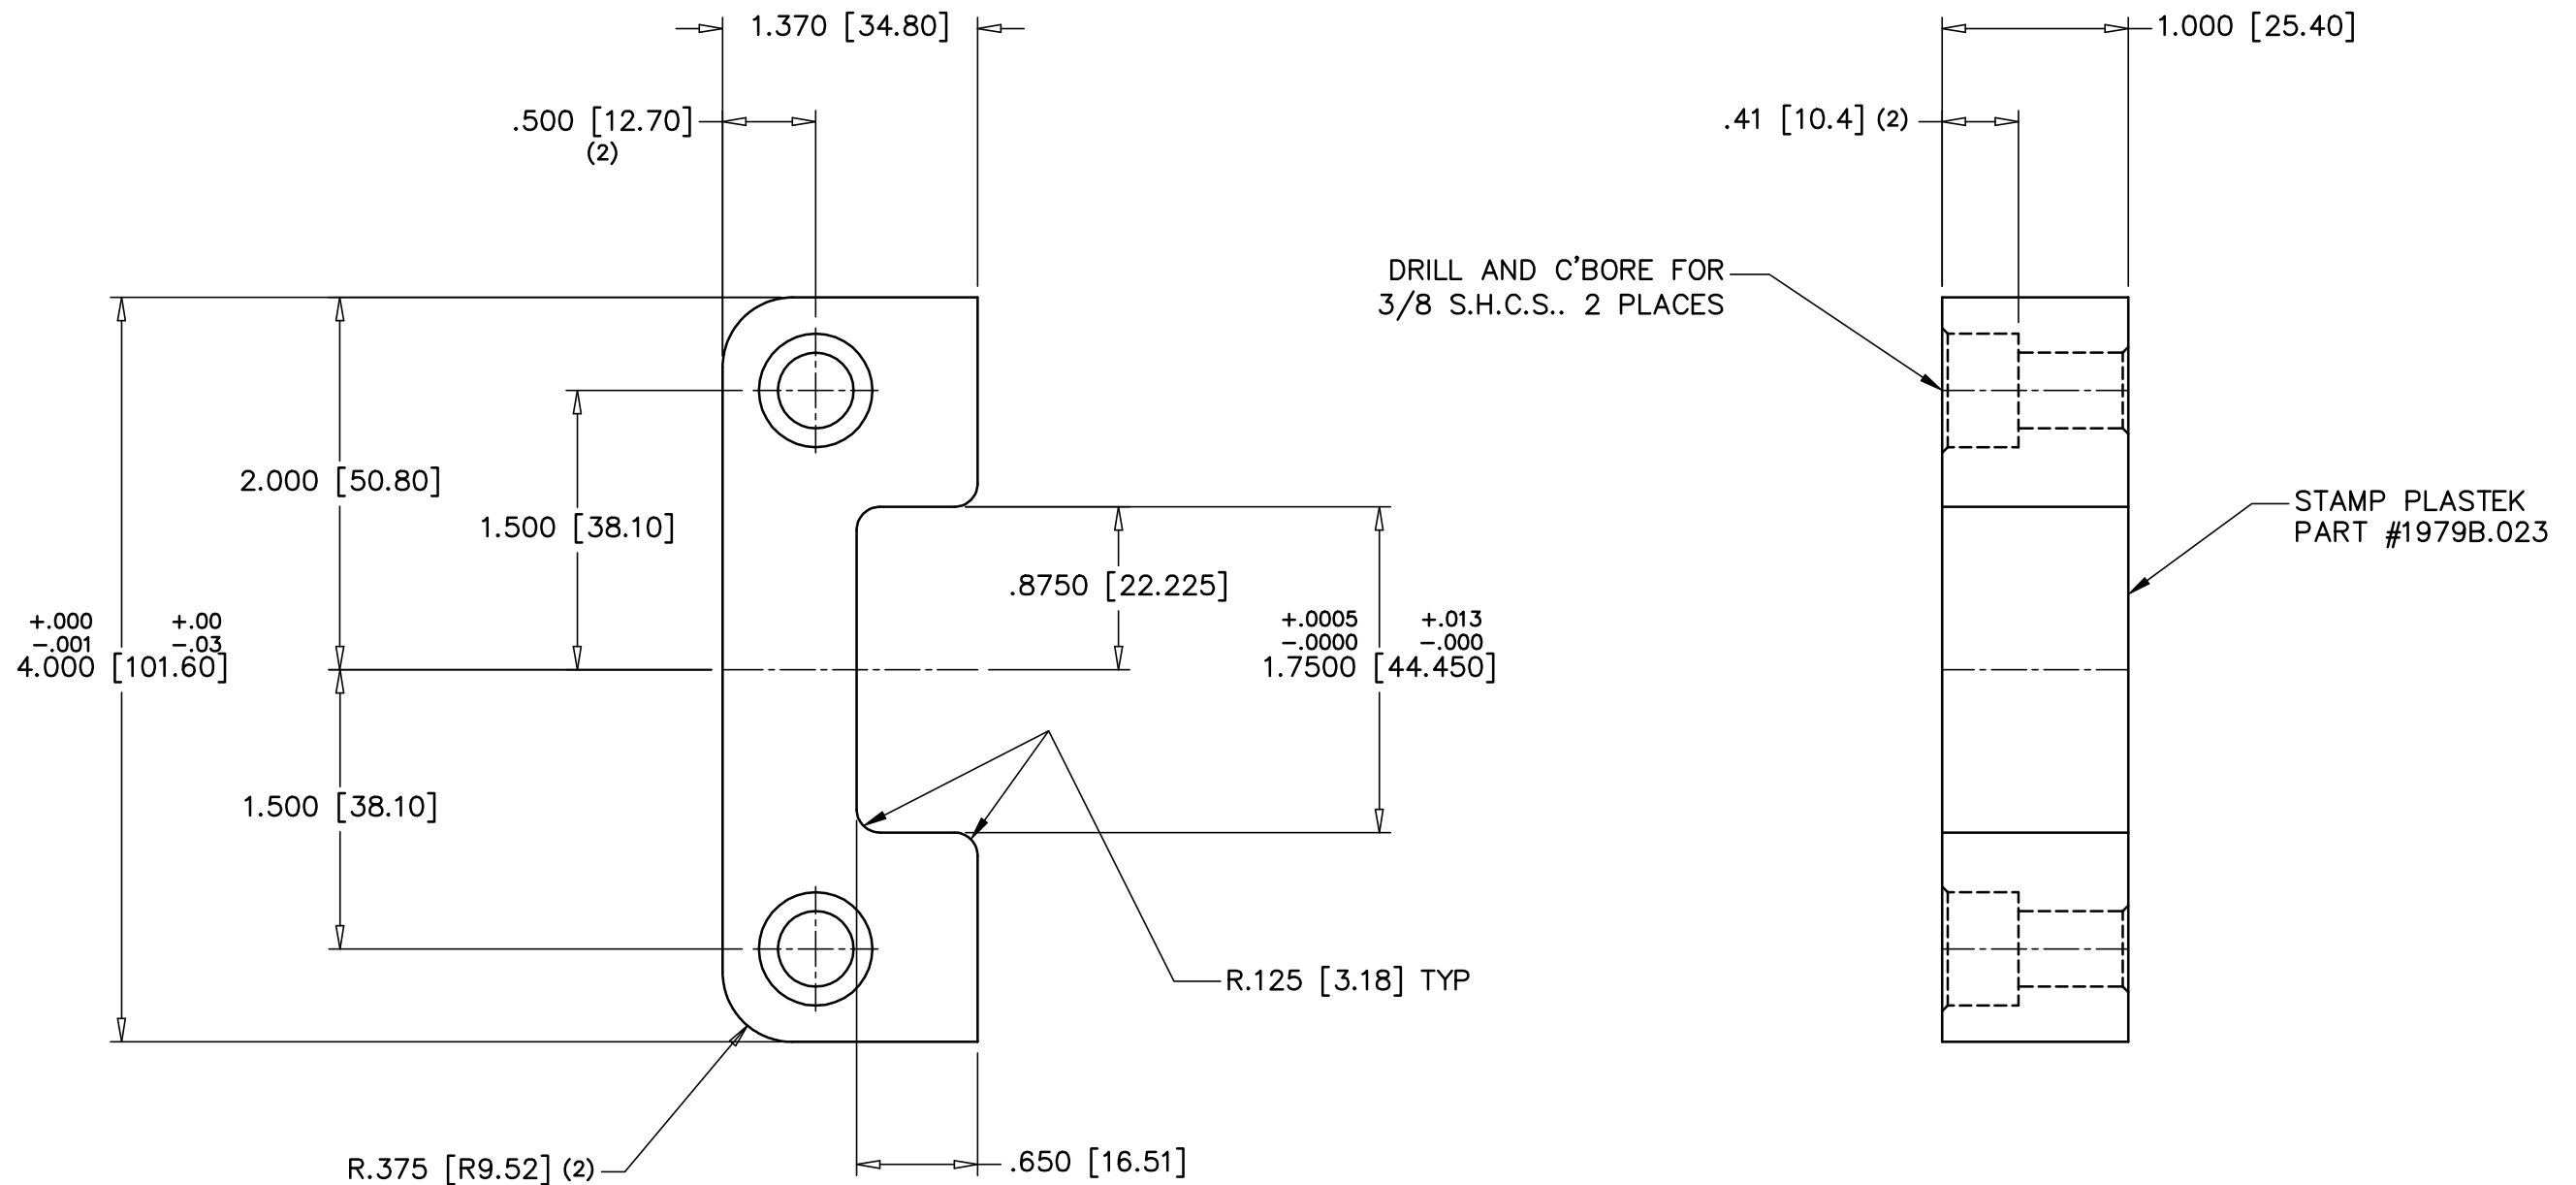 1.370 [34.80]
1.000 [25.40]
.500 [12.70]
(2)
.41 [10.4] (2)
DRILL AND C'BORE FOR
3/8 S.H.C.S.. 2 PLACES
2.000 [50.80]
1.500 [38.10]
STAMP PLASTEK
PART #1979B.023
.8750 [22.225]
+.000 +.00
-.001 -.03
4.000 [101.60]
+.0005 +.013
-.0000 -.000
1.7500 [44.450]
1.500 [38.10]
R.125 [3.18] TYP
R.375 [R9.52] (2)
.650 [16.51]